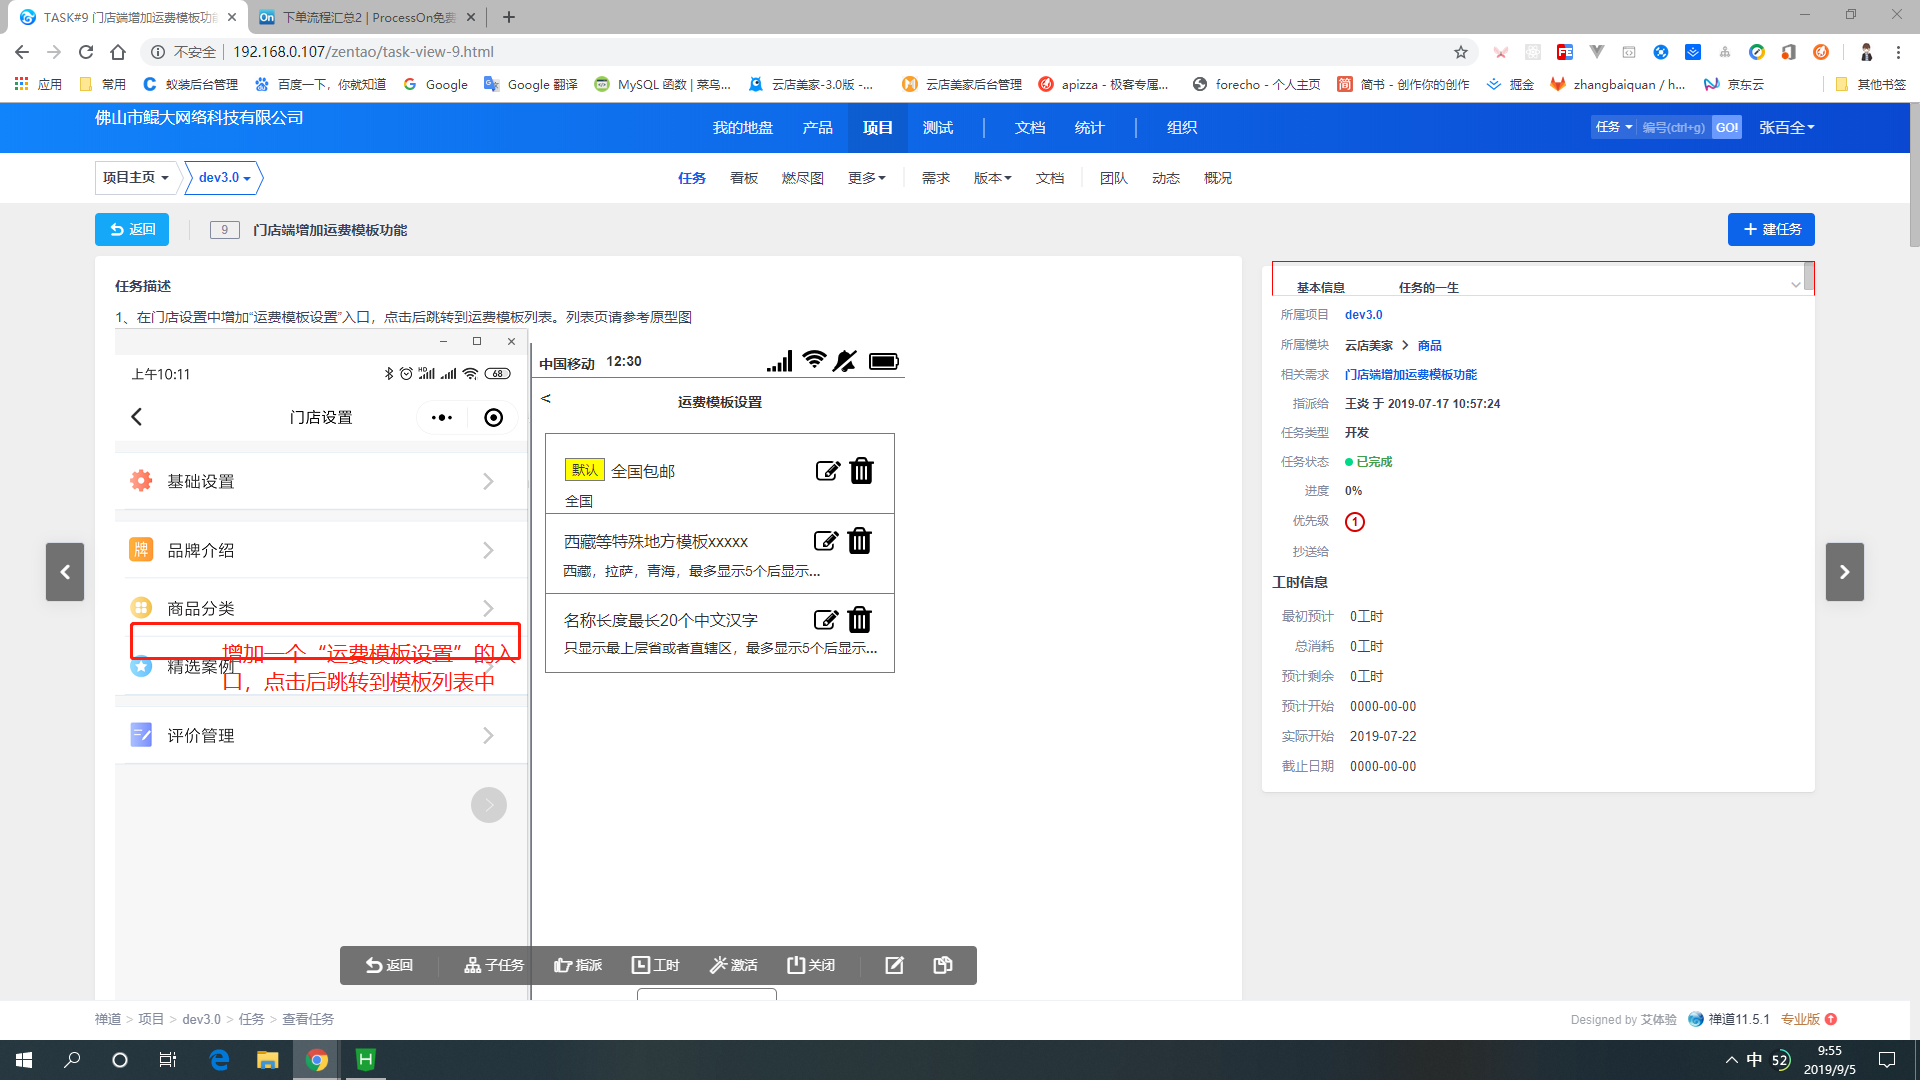 TASK#9 门店端增加运费模板功能
下单流程汇总2 | ProcessOn免费
不安全 192.168.0.107/zentao/task-view-9.html
应用 常用 蚁装后台管理 百度一下，你就知道 Google Google 翻译 MySQL 函数 | 菜鸟... 云店美家-3.0版 -... 云店美家后台管理 apizza - 极客专属... forecho - 个人主页 简书 - 创作你的创作 掘金 zhangbaiquan / h... 京东云 其他书签
佛山市鲲大网络科技有限公司
我的地盘 产品 项目 测试 文档 统计 组织
任务 编号(ctrl+g) GO! 张百全
项目主页 dev3.0
任务 看板 燃尽图 更多 需求 版本 文档 团队 动态 概况
返回 9 门店端增加运费模板功能
建任务
任务描述
1、在门店设置中增加“运费模板设置”入口，点击后跳转到运费模板列表。列表页请参考原型图
上午10:11
68
门店设置
基础设置
牌 品牌介绍
商品分类
增加一个“运费模板设置”的入
口，点击后跳转到模板列表中
精选案例
评价管理
中国移动 12:30
<
运费模板设置
默认 全国包邮
全国
西藏等特殊地方模板xxxxx
西藏，拉萨，青海，最多显示5个后显示...
名称长度最长20个中文汉字
只显示最上层省或者直辖区，最多显示5个后显示...
基本信息 任务的一生
所属项目 dev3.0
所属模块 云店美家 > 商品
相关需求 门店端增加运费模板功能
指派给 王炎 于 2019-07-17 10:57:24
任务类型 开发
任务状态 已完成
进度 0%
优先级 1
抄送给
工时信息
最初预计 0工时
总消耗 0工时
预计剩余 0工时
预计开始 0000-00-00
实际开始 2019-07-22
截止日期 0000-00-00
返回 子任务 指派 工时 激活 关闭
禅道 > 项目 > dev3.0 > 任务 > 查看任务
Designed by 艾体验 禅道11.5.1 专业版
中 52
9:55
2019/9/5